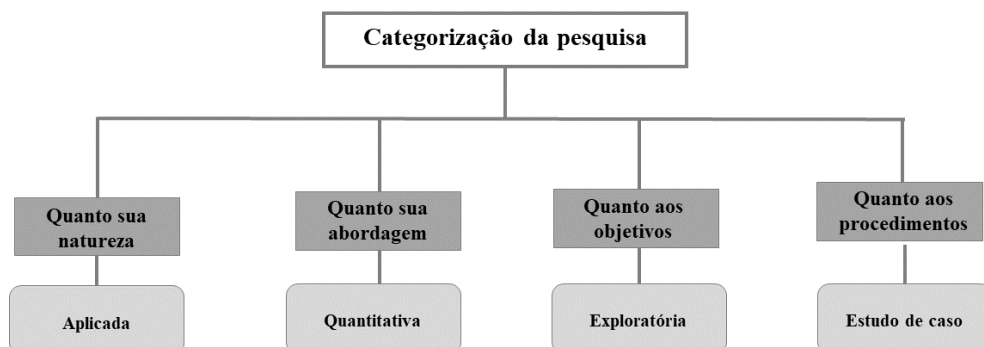 Categorização da pesquisa
Quanto sua
natureza
Quanto sua
abordagem
Quanto aos
objetivos
Quanto aos
procedimentos
Aplicada
Quantitativa
Exploratória
Estudo de caso